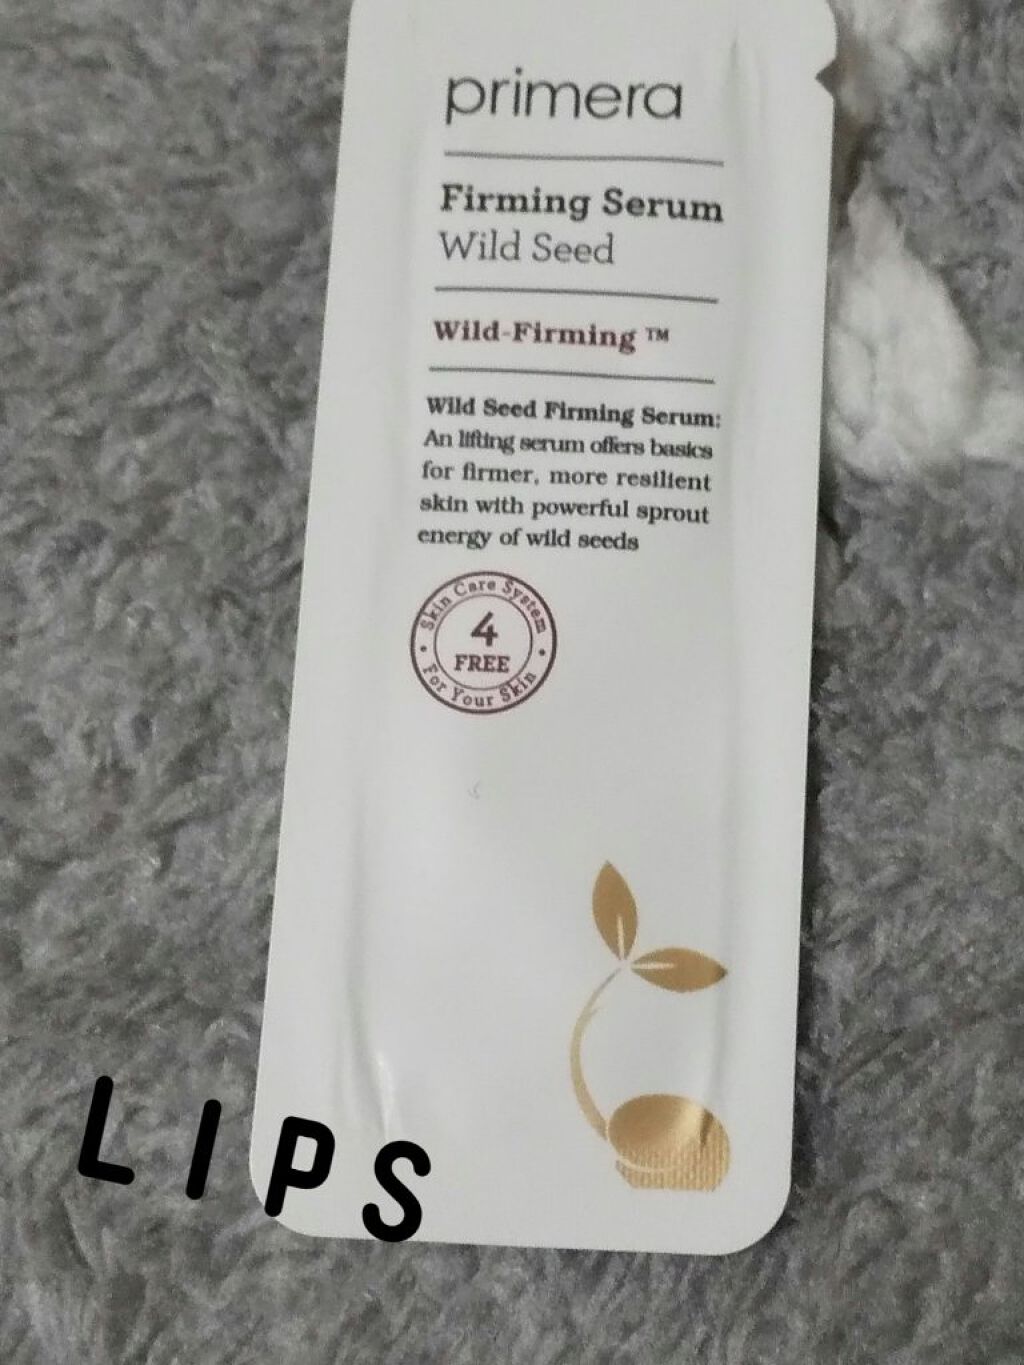 primera
Firming Serum
Wild Seed
Wild-Firming ™
Wild Seed Firming Serum:
An lifting serum offers basics
for firmer, more resilient
skin with powerful sprout
energy of wild seeds
Skin Care System
4
FREE
For Your Skin
LIPS